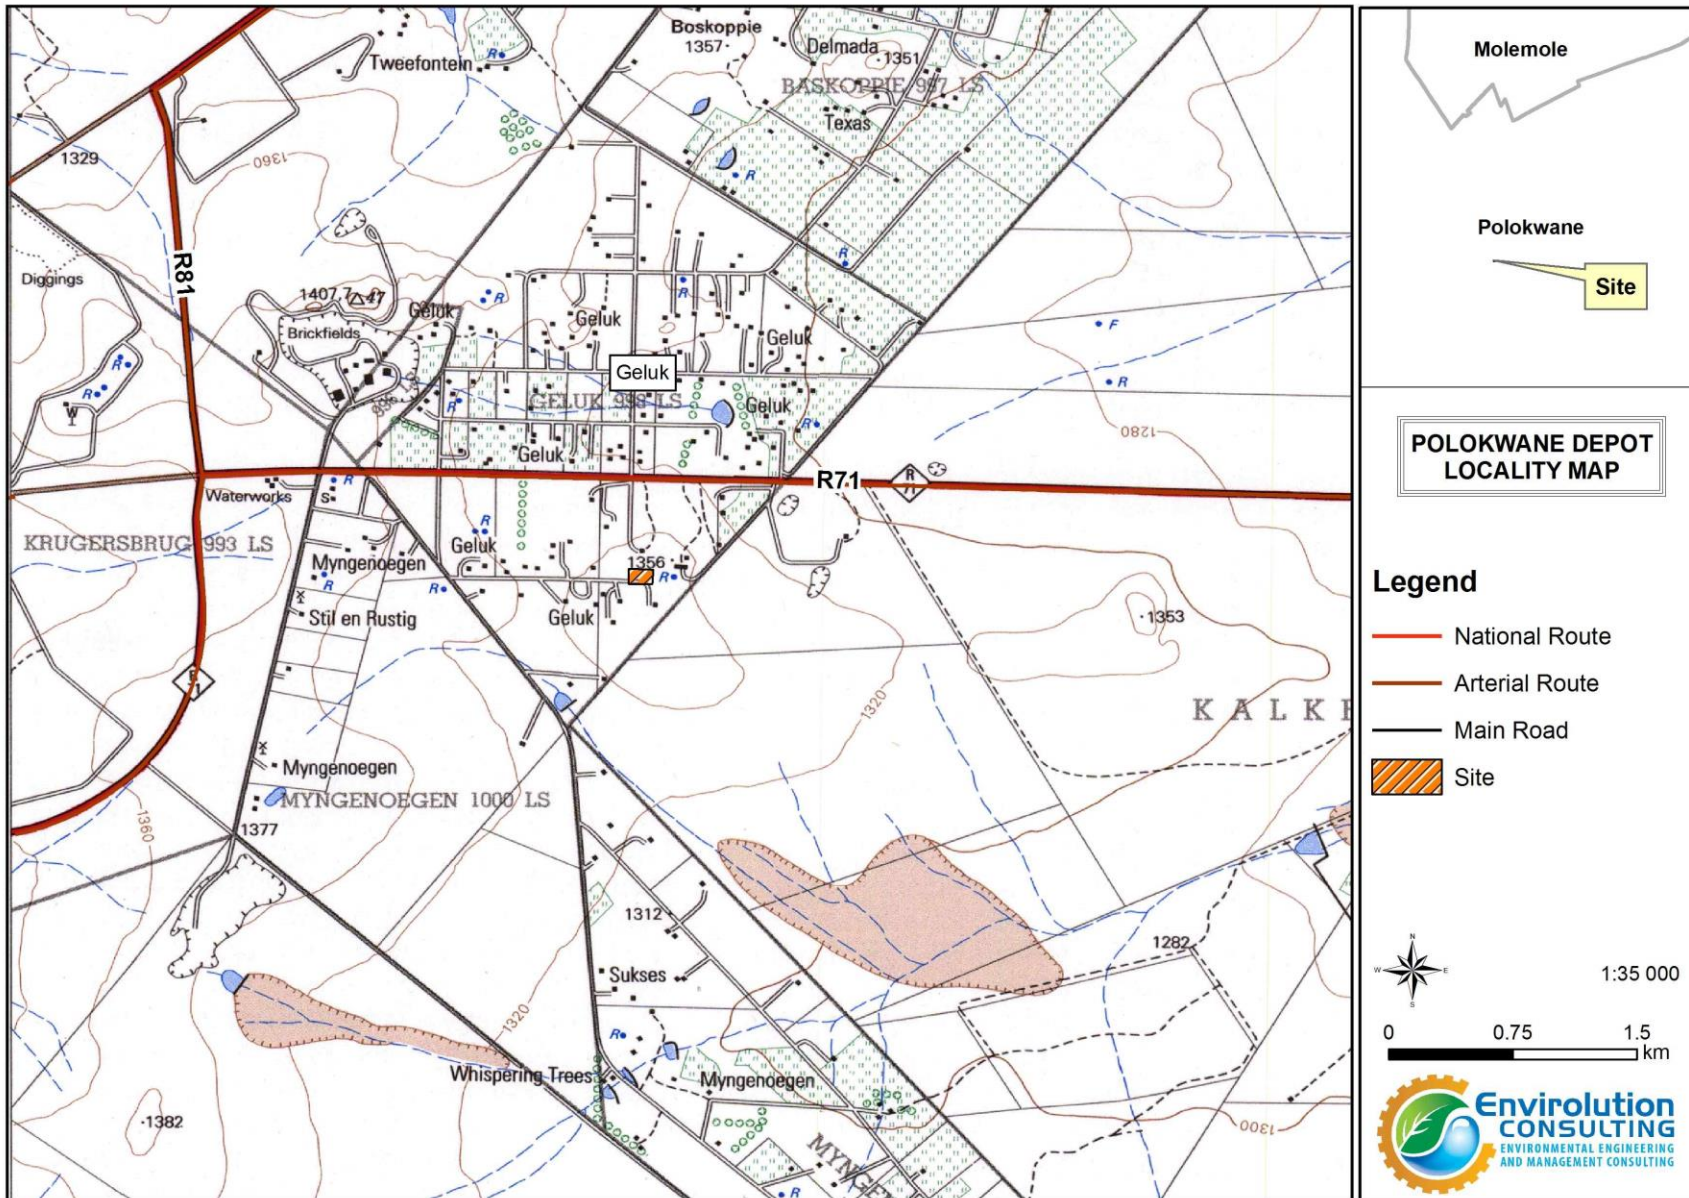 Boskoppie
1357
Delmada
1351
Tweefontein
R
BASKOPPIE 997 LS
Texas
1329
1360
R
R
R81
Diggings
1407,7
47
Geluk
Brickfields
Geluk
R
Geluk
F
R
R
Geluk
W
R
GELUK 998 LS
Geluk
R
R
1280
Geluk
R71
R
71
Waterworks
R
S
KRUGERSBRUG 993 LS
R
Geluk
Myngenoegen
R
1356
R
R
Stil en Rustig
Geluk
1353
1320
KALK
Myngenoegen
MYNGENOEGEN 1000 LS
1360
1377
1312
1282
Sukses
1320
R
Whispering Trees
Myngenoegen
1382
1300
R
Molemole
Polokwane
Site
POLOKWANE DEPOT
LOCALITY MAP
Legend
National Route
Arterial Route
Main Road
Site
N
W E
S
1:35 000
0 0.75 1.5
km
Envirolution
CONSULTING
ENVIRONMENTAL ENGINEERING
AND MANAGEMENT CONSULTING